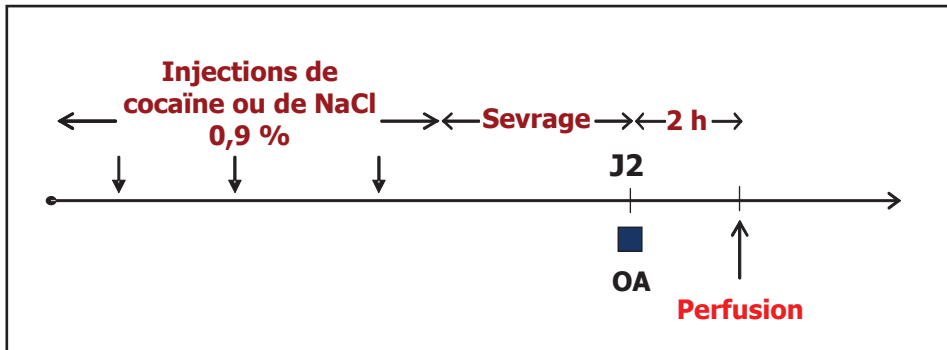 Injections de
cocaïne ou de NaCl
0,9 %
Sevrage
2 h
J2
OA
Perfusion